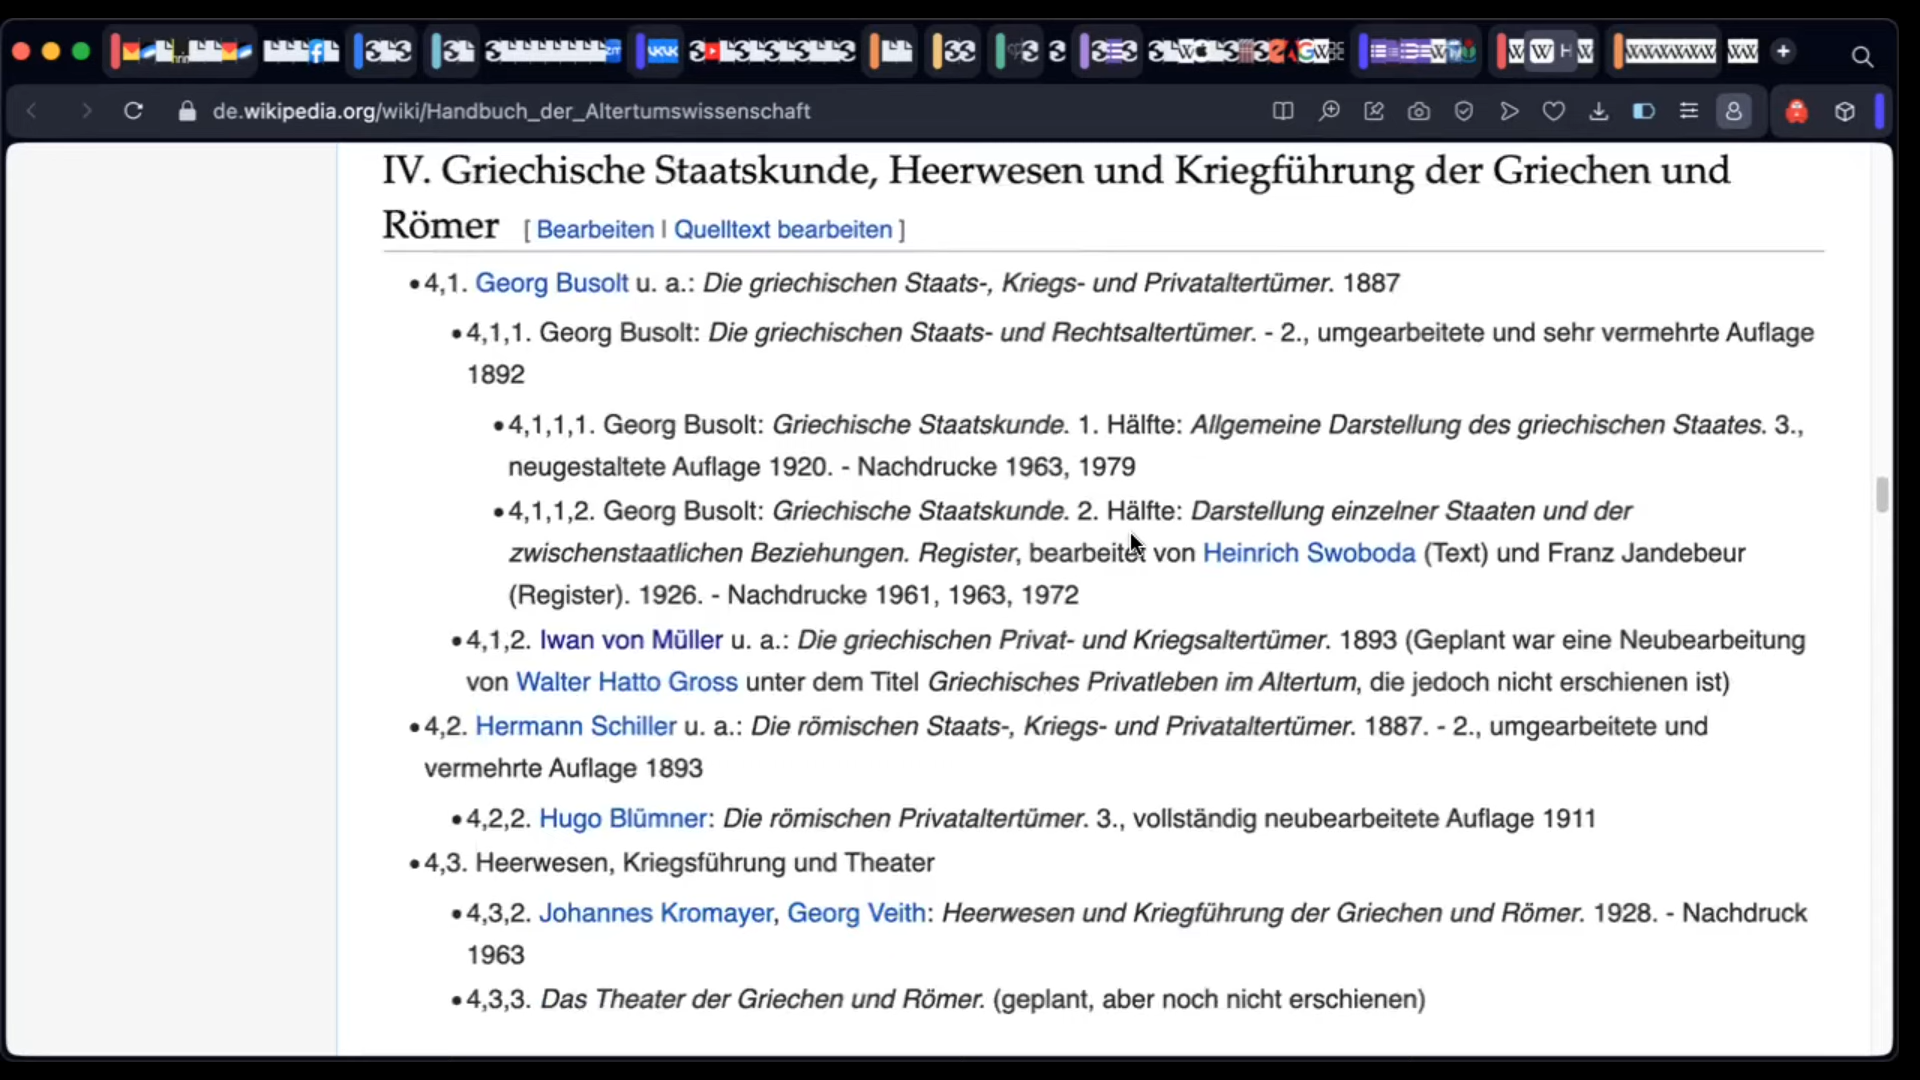 de.wikipedia.org/wiki/Handbuch_der_Altertumswissenschaft
IV. Griechische Staatskunde, Heerwesen und Kriegführung der Griechen und
Römer [ Bearbeiten | Quelltext bearbeiten ]
• 4,1. Georg Busolt u. a.: Die griechischen Staats-, Kriegs- und Privataltertümer. 1887
• 4,1,1. Georg Busolt: Die griechischen Staats- und Rechtsaltertümer. - 2., umgearbeitete und sehr vermehrte Auflage
1892
• 4,1,1,1. Georg Busolt: Griechische Staatskunde. 1. Hälfte: Allgemeine Darstellung des griechischen Staates. 3.,
neugestaltete Auflage 1920. - Nachdrucke 1963, 1979
• 4,1,1,2. Georg Busolt: Griechische Staatskunde. 2. Hälfte: Darstellung einzelner Staaten und der
zwischenstaatlichen Beziehungen. Register, bearbeitet von Heinrich Swoboda (Text) und Franz Jandebeur
(Register). 1926. - Nachdrucke 1961, 1963, 1972
• 4,1,2. Iwan von Müller u. a.: Die griechischen Privat- und Kriegsaltertümer. 1893 (Geplant war eine Neubearbeitung
von Walter Hatto Gross unter dem Titel Griechisches Privatleben im Altertum, die jedoch nicht erschienen ist)
• 4,2. Hermann Schiller u. a.: Die römischen Staats-, Kriegs- und Privataltertümer. 1887. - 2., umgearbeitete und
vermehrte Auflage 1893
• 4,2,2. Hugo Blümner: Die römischen Privataltertümer. 3., vollständig neubearbeitete Auflage 1911
• 4,3. Heerwesen, Kriegsführung und Theater
• 4,3,2. Johannes Kromayer, Georg Veith: Heerwesen und Kriegführung der Griechen und Römer. 1928. - Nachdruck
1963
• 4,3,3. Das Theater der Griechen und Römer. (geplant, aber noch nicht erschienen)